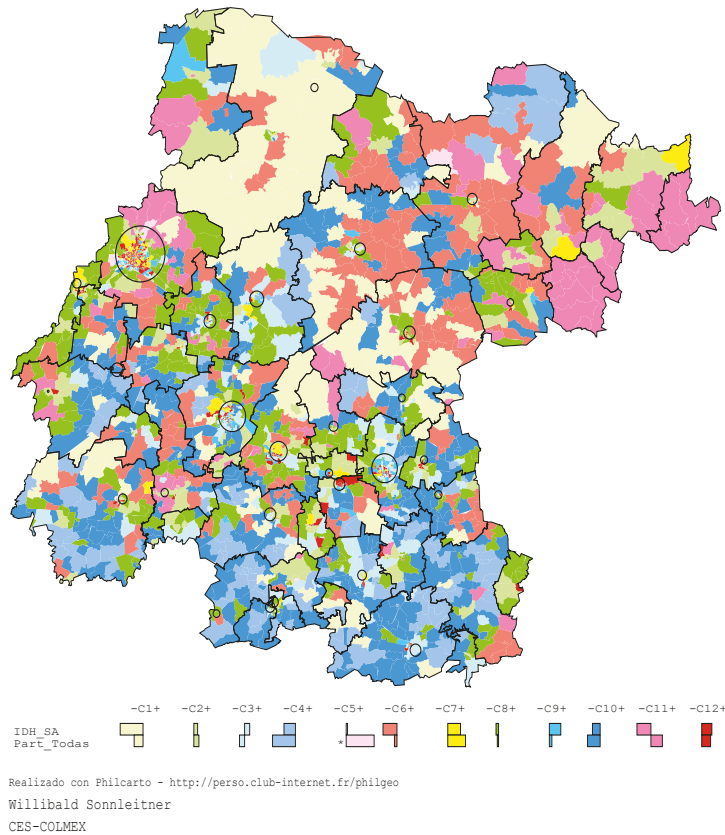 -C1+ -C2+ -C3+ -C4+ -C5+ -C6+ -C7+ -C8+ -C9+ -C10+ -C11+ -C12+
IDH_SA
Part_Todas *
Realizado con Philcarto - http://perso.club-internet.fr/philgeo
Willibald Sonnleitner
CES-COLMEX